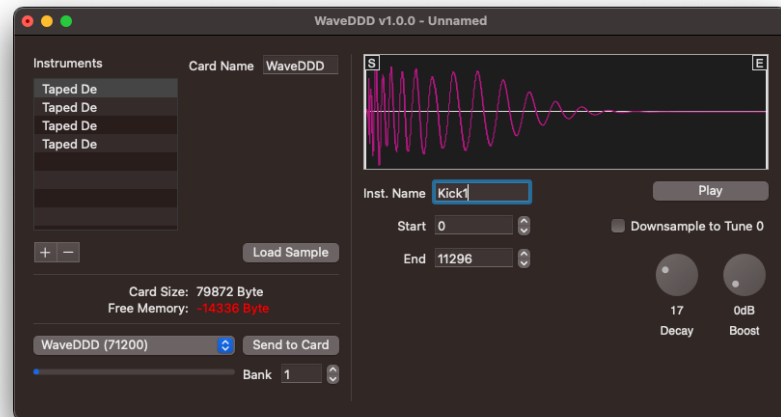 WaveDDD v1.0.0 - Unnamed
Instruments
Card Name WaveDDD
Taped De
Taped De
Taped De
Taped De
+ −
Load Sample
Card Size: 79872 Byte
Free Memory: -14336 Byte
WaveDDD (71200)
Send to Card
Bank 1
S E
Inst. Name Kick1
Play
Start 0
Downsample to Tune 0
End 11296
17 0dB
Decay Boost